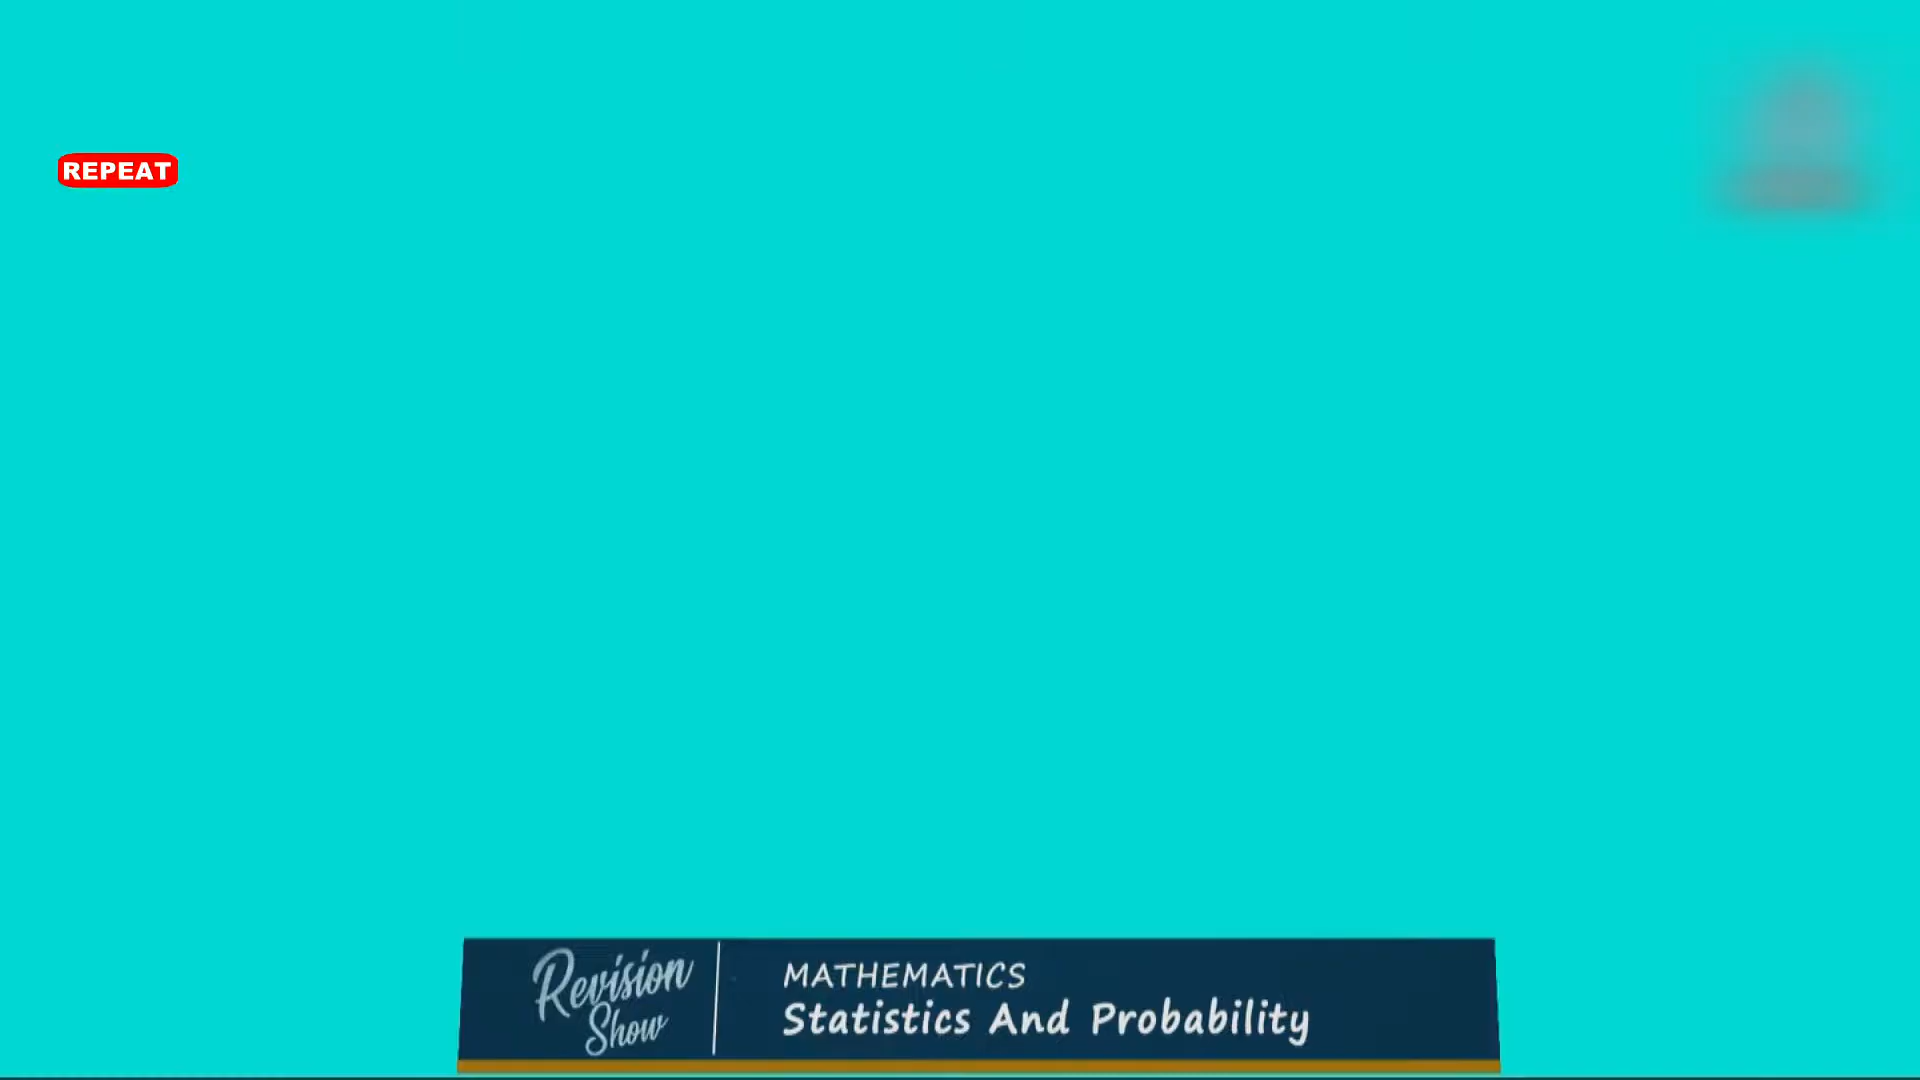 REPEAT
Revision
Show
MATHEMATICS
Statistics And Probability